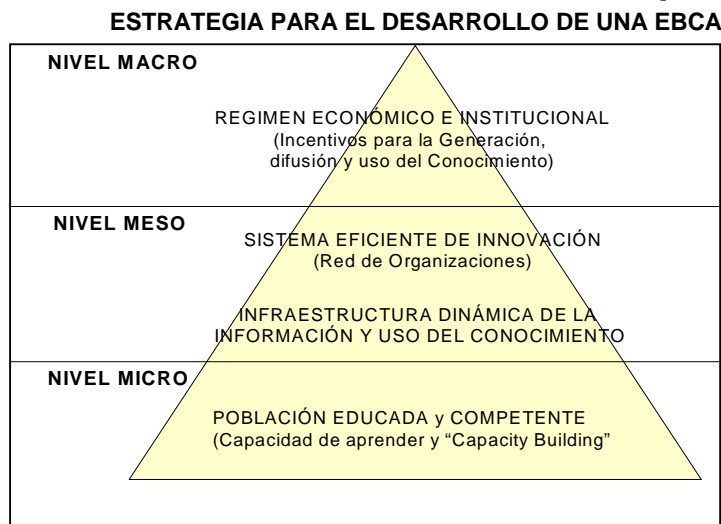 ESTRATEGIA PARA EL DESARROLLO DE UNA EBCA
NIVEL MACRO
REGIMEN ECONÓMICO E INSTITUCIONAL
(Incentivos para la Generación,
difusión y uso del Conocimiento)
NIVEL MESO
SISTEMA EFICIENTE DE INNOVACIÓN
(Red de Organizaciones)
INFRAESTRUCTURA DINÁMICA DE LA
INFORMACIÓN Y USO DEL CONOCIMIENTO
NIVEL MICRO
POBLACIÓN EDUCADA y COMPETENTE
(Capacidad de aprender y “Capacity Building”